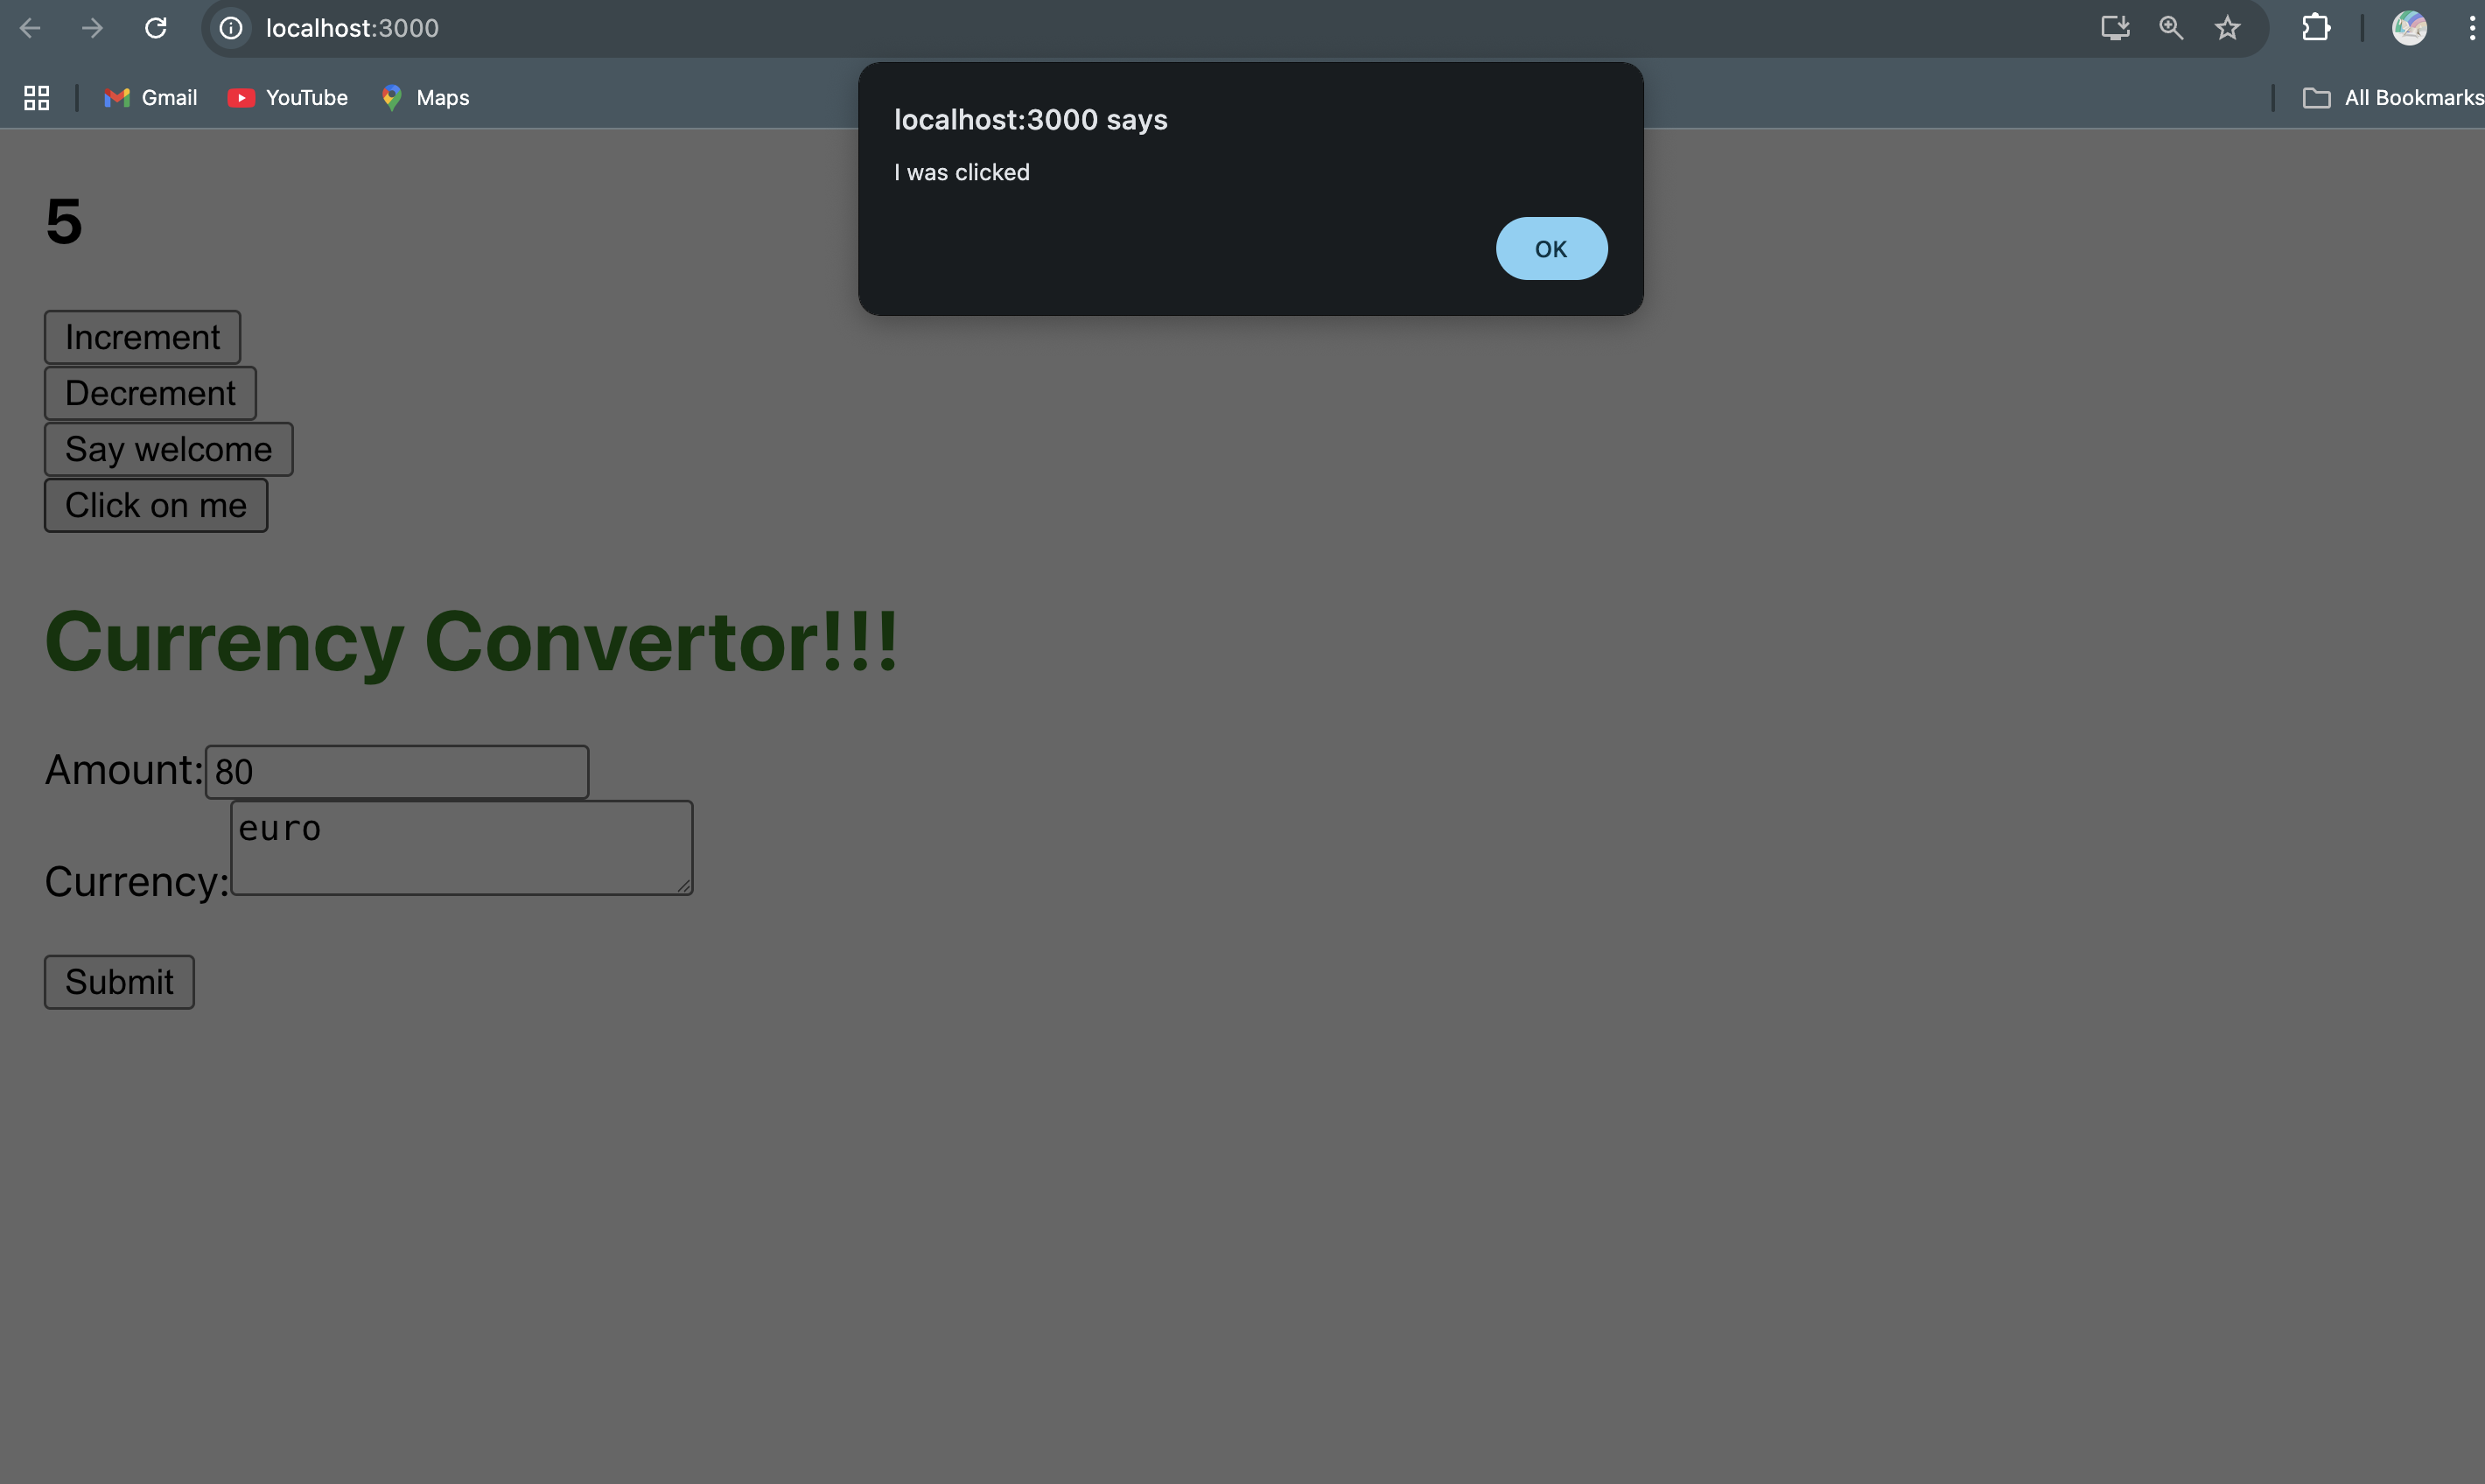 localhost:3000
Gmail YouTube Maps All Bookmarks
localhost:3000 says
I was clicked
OK
5
Increment
Decrement
Say welcome
Click on me
Currency Convertor!!!
Amount: 80
Currency: euro
Submit